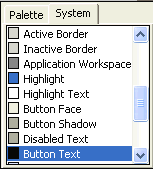 Palette System
Active Border
Inactive Border
Application Workspace
Highlight
Highlight Text
Button Face
Button Shadow
Disabled Text
Button Text